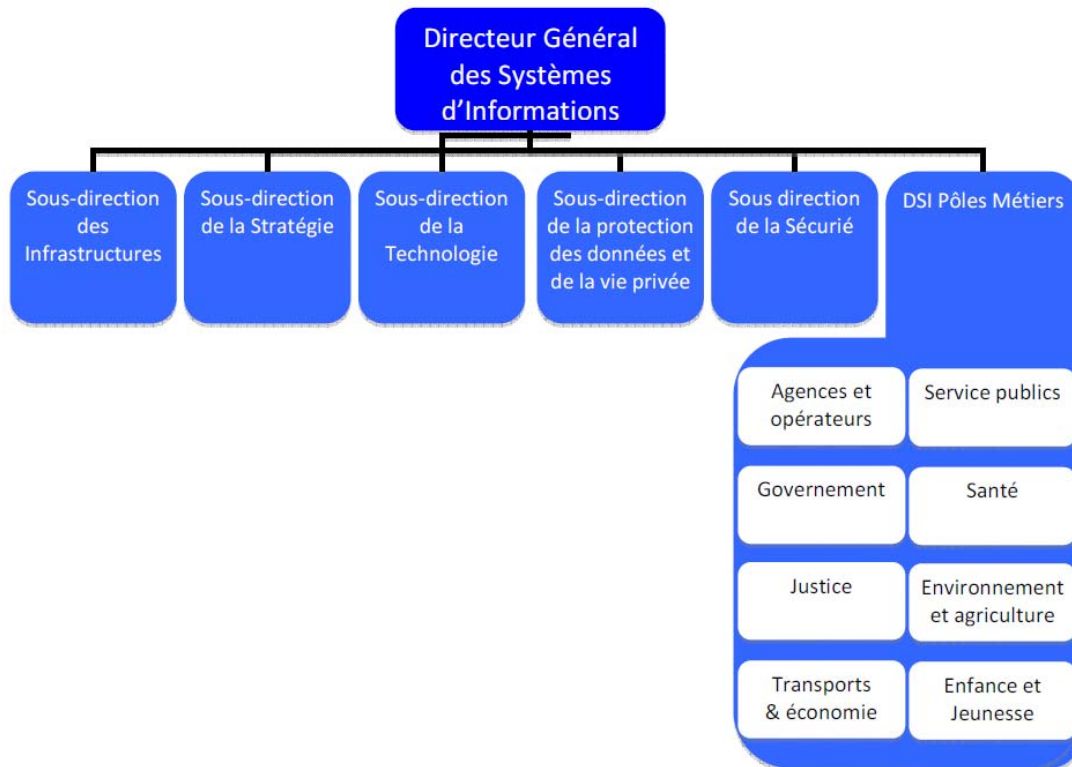 Directeur Général
des Systèmes
d’Informations
Sous-direction
des
Infrastructures
Sous-direction
de la Stratégie
Sous-direction
de la
Technologie
Sous-direction
de la protection
des données et
de la vie privée
Sous direction
de la Sécurié
DSI Pôles Métiers
Agences et
opérateurs
Service publics
Governement
Santé
Justice
Environnement
et agriculture
Transports
& économie
Enfance et
Jeunesse